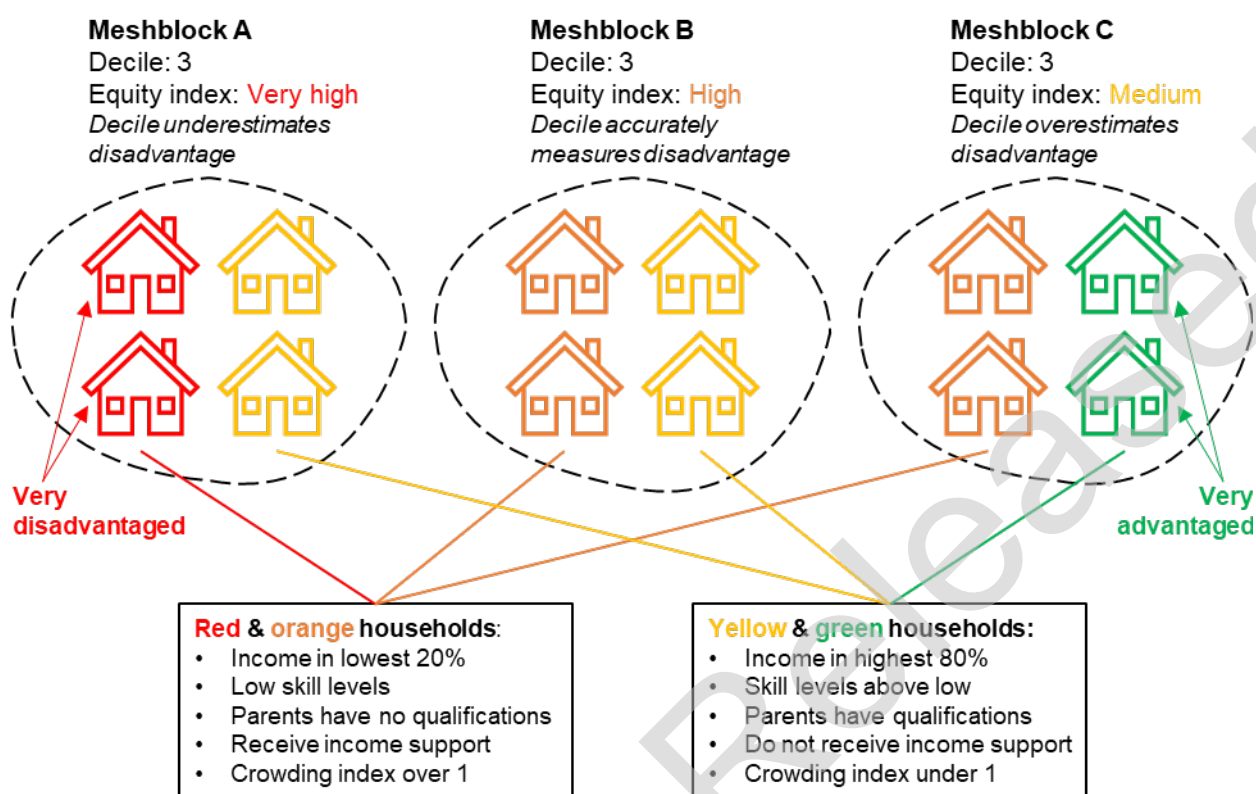 Meshblock A
Decile: 3
Equity index: Very high
Decile underestimates
disadvantage
Meshblock B
Decile: 3
Equity index: High
Decile accurately
measures disadvantage
Meshblock C
Decile: 3
Equity index: Medium
Decile overestimates
disadvantage
Very
disadvantaged
Very
advantaged
Red & orange households:
• Income in lowest 20%
• Low skill levels
• Parents have no qualifications
• Receive income support
• Crowding index over 1
Yellow & green households:
• Income in highest 80%
• Skill levels above low
• Parents have qualifications
• Do not receive income support
• Crowding index under 1
Released